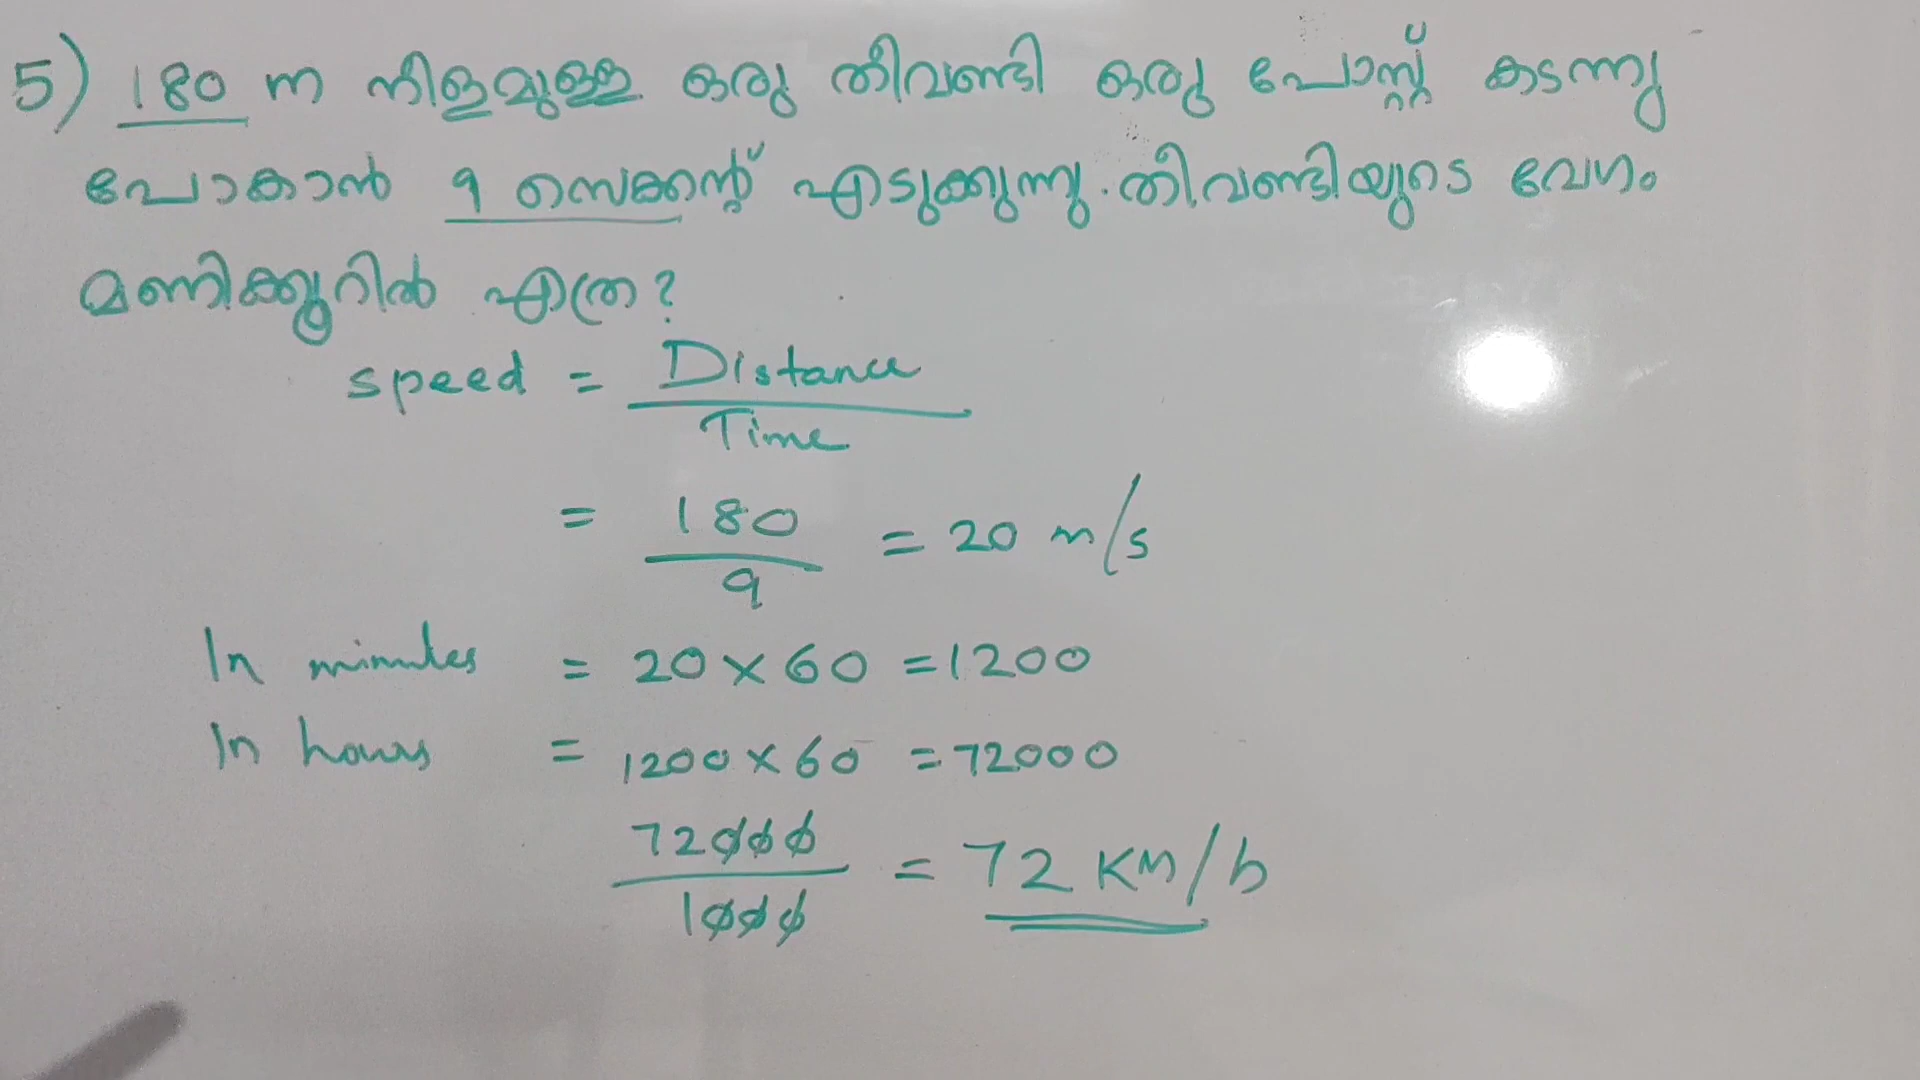 5) 180 m നീളമുള്ള ഒരു തീവണ്ടി ഒരു പോസ്റ്റ് കടന്നു
പോകാൻ 9 സെക്കന്റ് എടുക്കുന്നു. തീവണ്ടിയുടെ വേഗം
മണിക്കൂറിൽ എത്ര?
speed = Distance
Time
= 180
9
= 20 m/s
In minutes = 20 × 60 = 1200
In hours = 1200 × 60 = 72000
72000
1000
= 72 KM/h